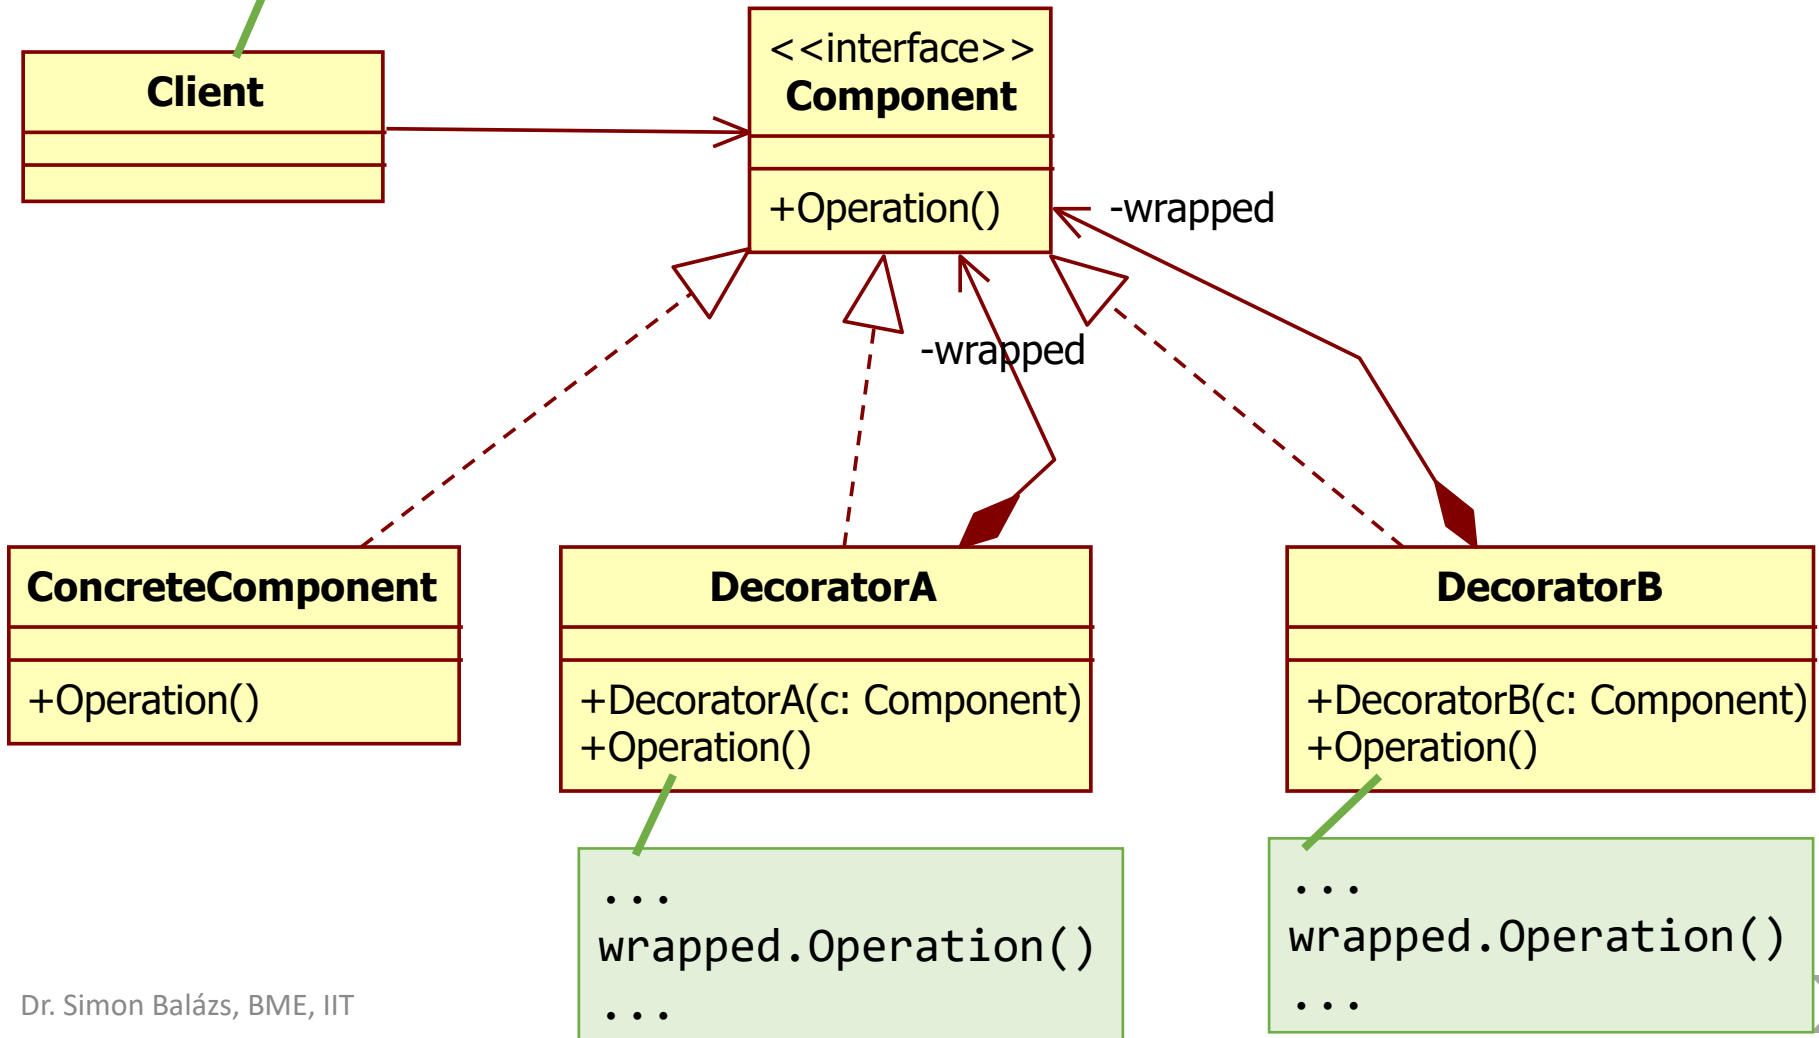 Client
<<interface>>
Component
+Operation()
-wrapped
-wrapped
ConcreteComponent
+Operation()
DecoratorA
+DecoratorA(c: Component)
+Operation()
DecoratorB
+DecoratorB(c: Component)
+Operation()
...
wrapped.Operation()
...
...
wrapped.Operation()
...
Dr. Simon Balázs, BME, IIT